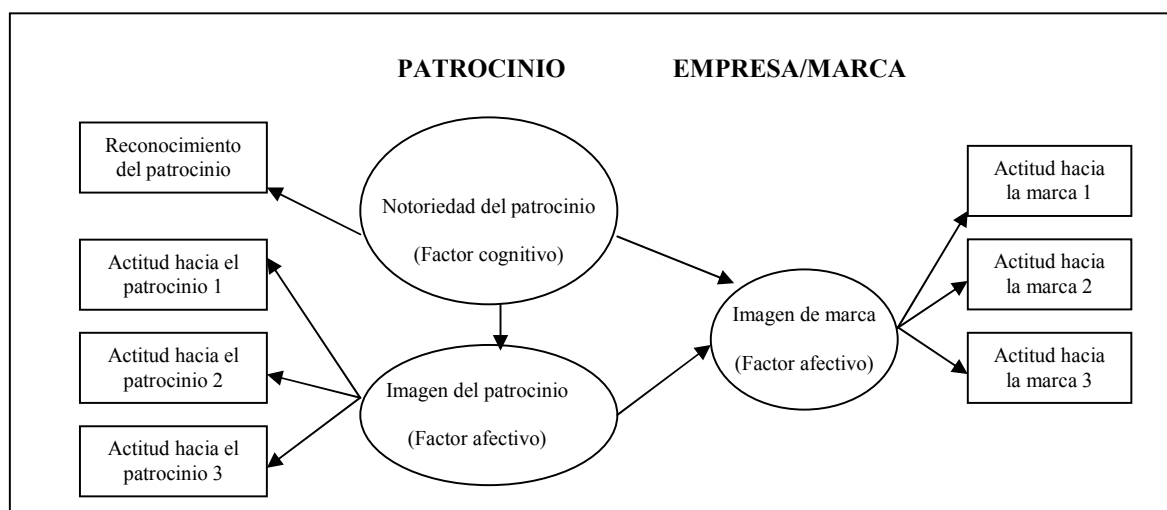 PATROCINIO
EMPRESA/MARCA
Reconocimiento
del patrocinio
Actitud hacia el
patrocinio 1
Actitud hacia el
patrocinio 2
Actitud hacia el
patrocinio 3
Notoriedad del patrocinio
(Factor cognitivo)
Imagen del patrocinio
(Factor afectivo)
Imagen de marca
(Factor afectivo)
Actitud hacia
la marca 1
Actitud hacia
la marca 2
Actitud hacia
la marca 3